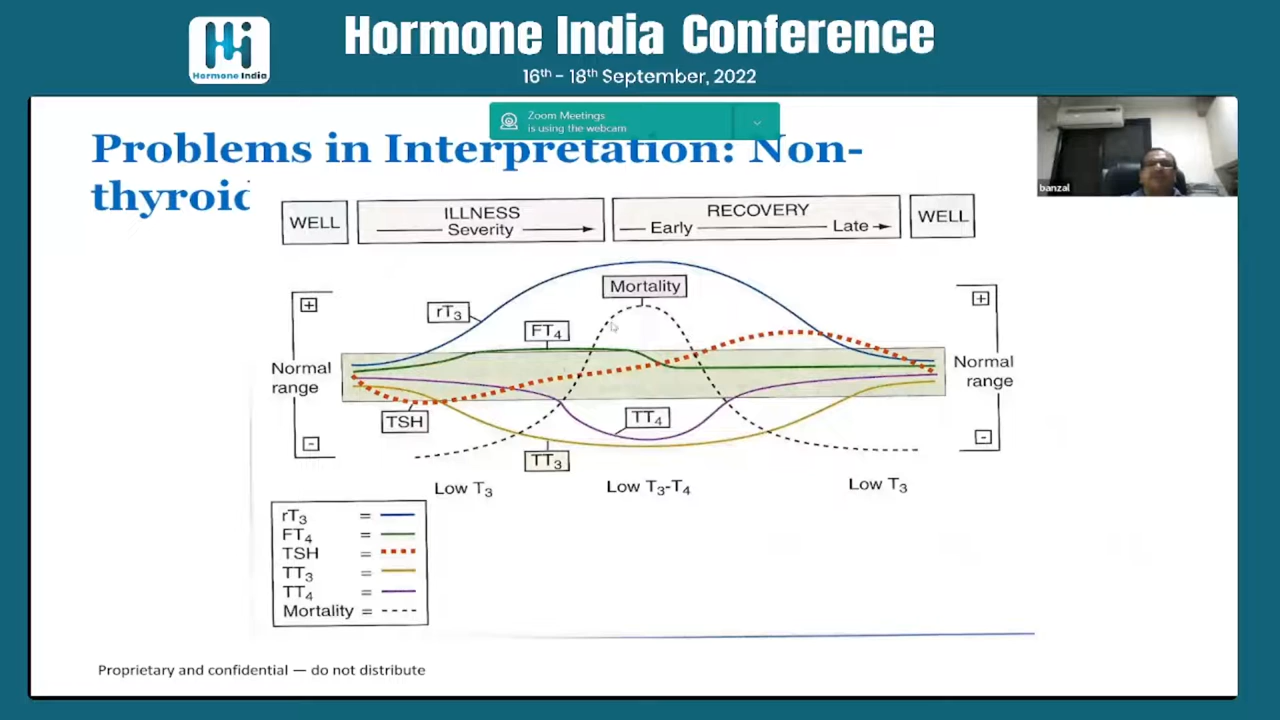 Hormone India Conference
16th - 18th September, 2022
Hi
Hormone India
Zoom Meetings
is using the webcam
Problems in Interpretation: Non-
thyroid
banzal
WELL
ILLNESS
Severity
RECOVERY
Early
Late
WELL
+
Normal
range
-
rT3
FT4
Mortality
TSH
TT4
TT3
+
Normal
range
-
Low T3
Low T3-T4
Low T3
rT3 =
FT4 =
TSH =
TT3 =
TT4 =
Mortality =
Proprietary and confidential — do not distribute